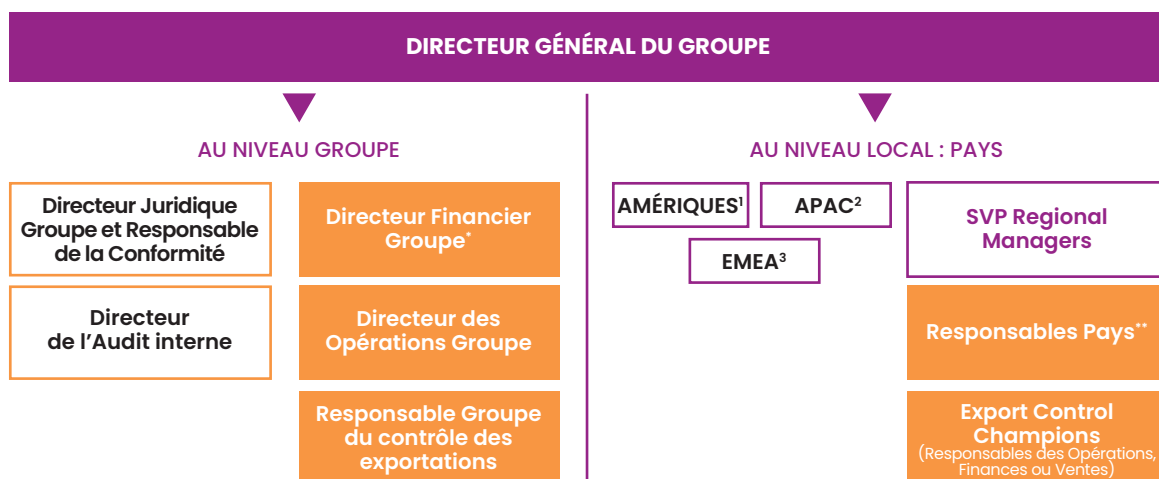 DIRECTEUR GÉNÉRAL DU GROUPE
AU NIVEAU GROUPE
Directeur Juridique
Groupe et Responsable
de la Conformité
Directeur Financier
Groupe*
Directeur
de l’Audit interne
Directeur des
Opérations Groupe
Responsable Groupe
du contrôle des
exportations
AU NIVEAU LOCAL : PAYS
AMÉRIQUES¹
APAC²
EMEA³
SVP Regional
Managers
Responsables Pays**
Export Control
Champions
(Responsables des Opérations,
Finances ou Ventes)